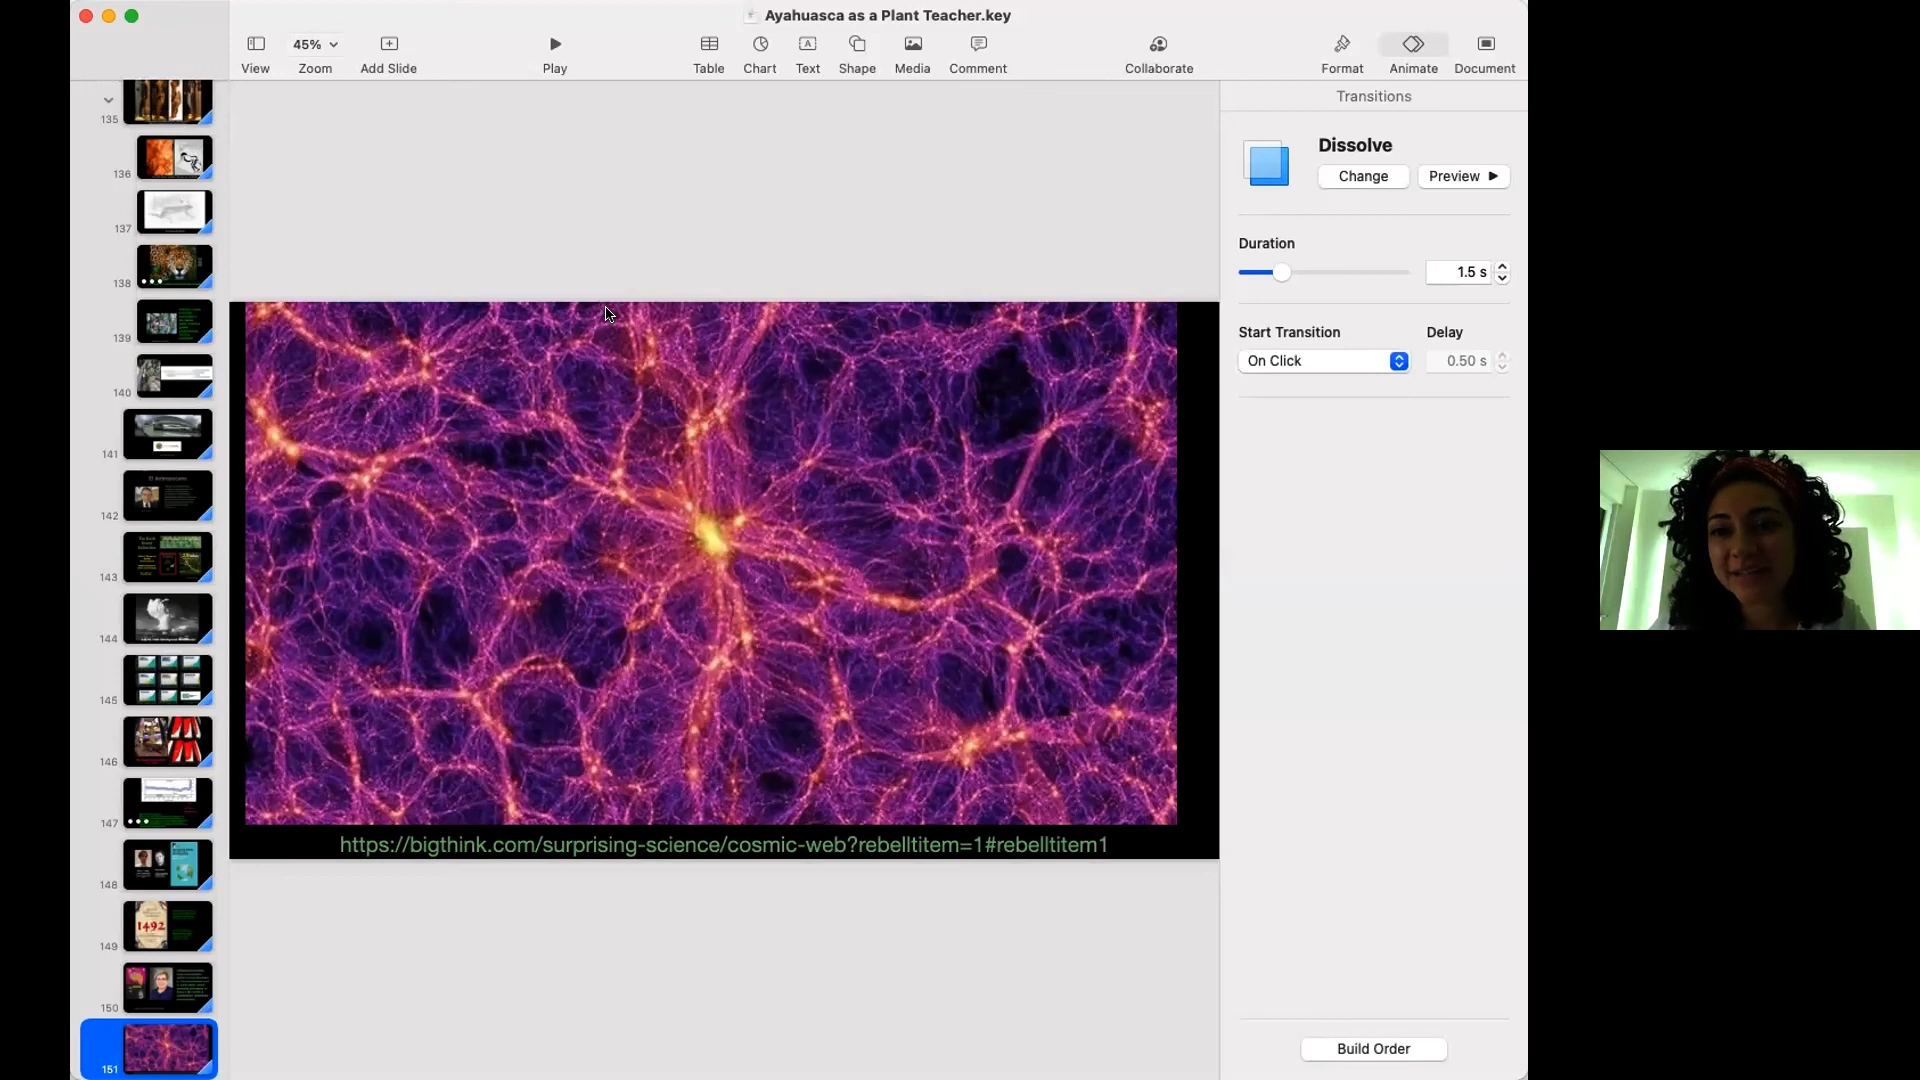 Ayahuasca as a Plant Teacher.key
View
45%
Zoom
Add Slide
Play
Table
Chart
Text
Shape
Media
Comment
Collaborate
Format
Animate
Document
135
136
137
138
139
140
141
142
143
144
145
146
147
148
1492
149
150
151
https://bigthink.com/surprising-science/cosmic-web?rebelltitem=1#rebelltitem1
Transitions
Dissolve
Change
Preview
Duration
1.5 s
Start Transition
Delay
On Click
0.50 s
Build Order